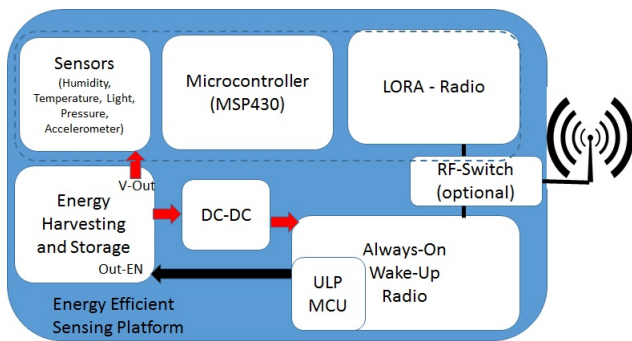 Sensors
(Humidity,
Temperature, Light,
Pressure,
Accelerometer)
Microcontroller
(MSP430)
LORA - Radio
RF-Switch
(optional)
V-Out
Energy
Harvesting
and Storage
Out-EN
DC-DC
Always-On
Wake-Up
Radio
ULP
MCU
Energy Efficient
Sensing Platform